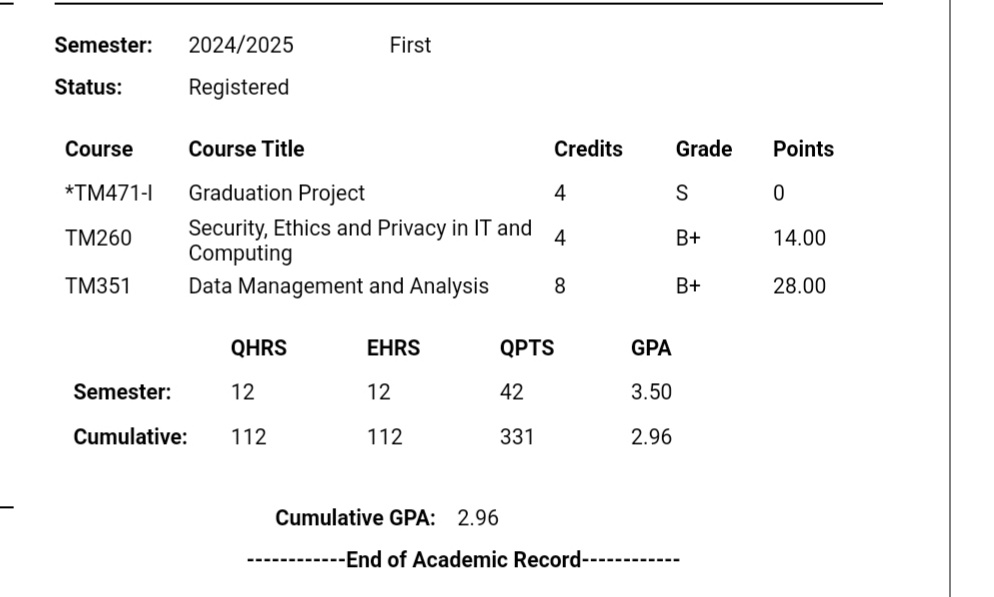 Semester: 2024/2025 First
Status: Registered
Course Course Title Credits Grade Points
*TM471-I Graduation Project 4 S 0
TM260 Security, Ethics and Privacy in IT and Computing 4 B+ 14.00
TM351 Data Management and Analysis 8 B+ 28.00
QHRS EHRS QPTS GPA
Semester: 12 12 42 3.50
Cumulative: 112 112 331 2.96
Cumulative GPA: 2.96
------------End of Academic Record------------